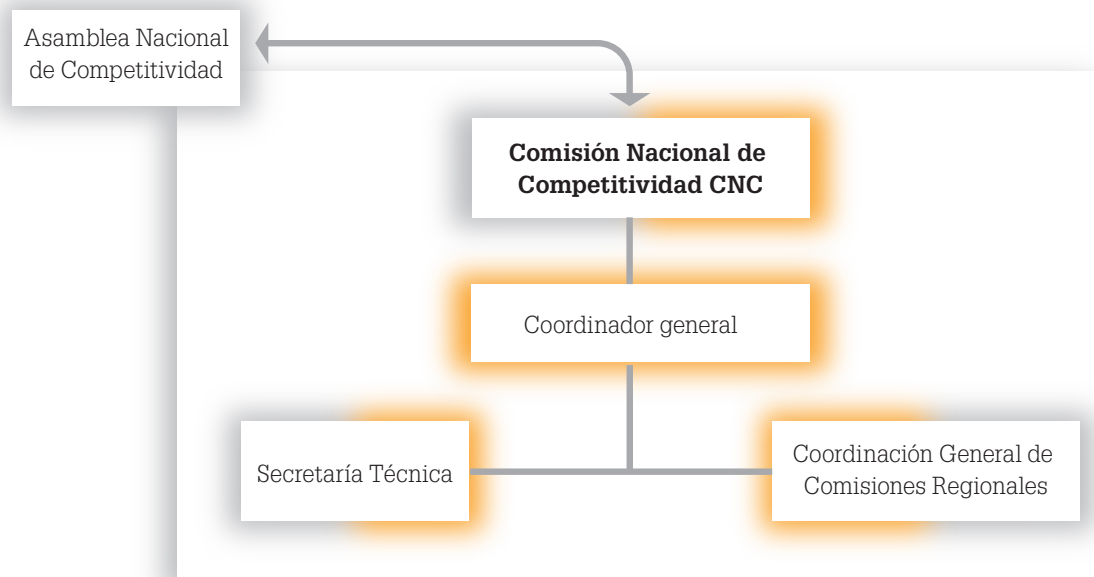 Asamblea Nacional
de Competitividad
Comisión Nacional de
Competitividad CNC
Coordinador general
Secretaría Técnica
Coordinación General de
Comisiones Regionales